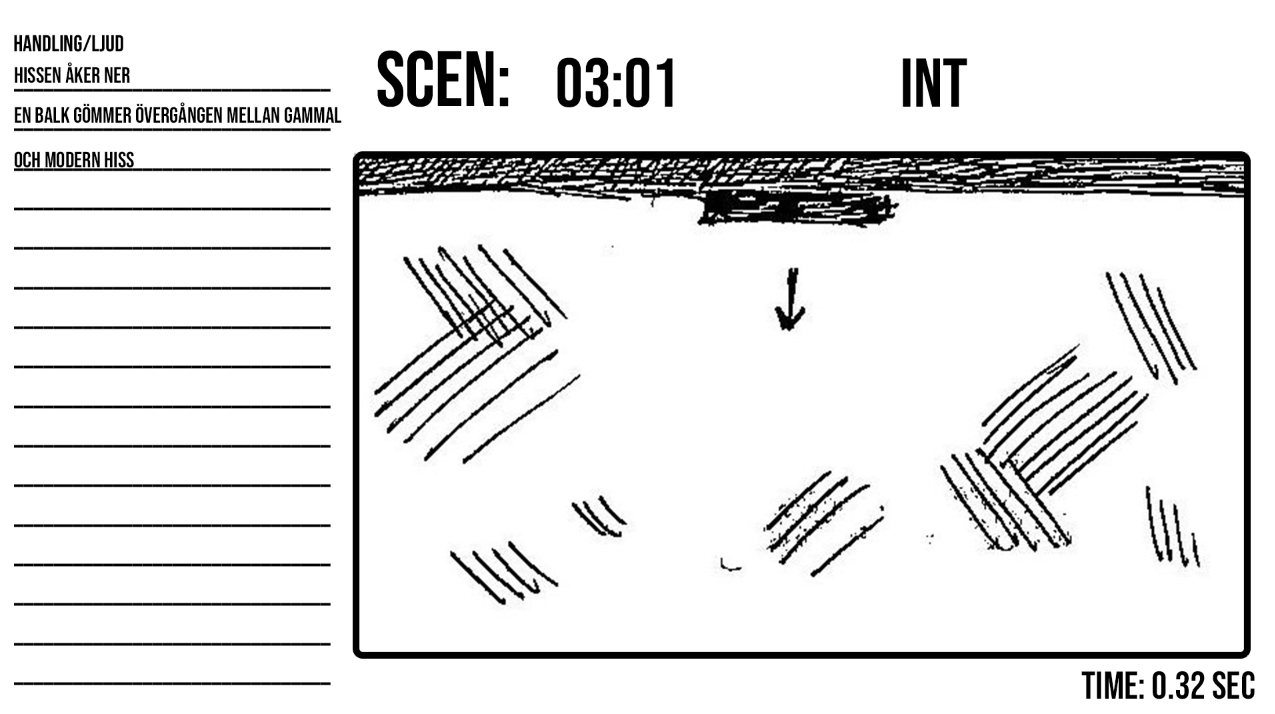 HANDLING/LJUD
HISSEN ÅKER NER
EN BALK GÖMMER ÖVERGÅNGEN MELLAN GAMMAL
OCH MODERN HISS
SCEN: 03:01 INT
TIME: 0.32 SEC